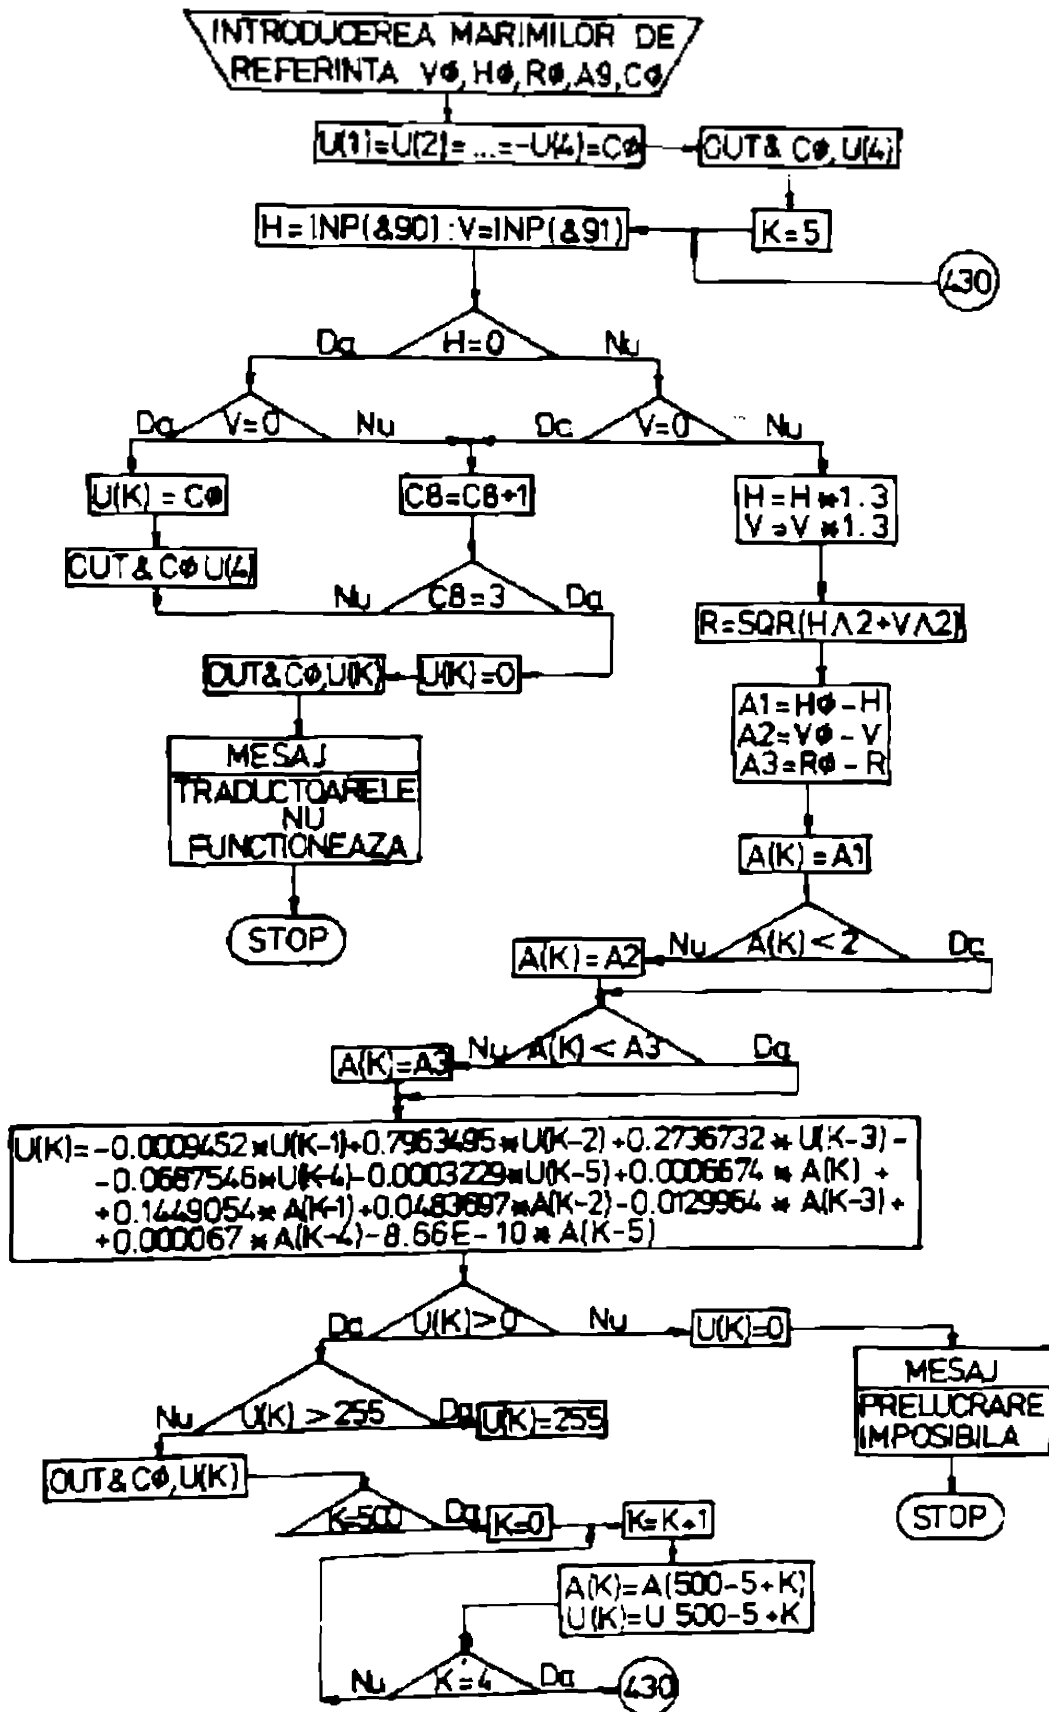 INTRODUCEREA MARIMILOR DE
REFERINTA VØ, HØ, RØ, A9, CØ
U(1)=U(2)=...=-U(4)=CØ
OUT& CØ, U(4)
H=INP(&90):V=INP(&91)
K=5
430
Da
H=0
Nu
Da
V=0
Nu
Da
V=0
Nu
U(K)=CØ
C8=C8+1
H=H*1.3
V=V*1.3
OUT& CØ U(4)
Nu
C8=3
Da
R=SQR(H∧2+V∧2)
OUT& CØ,U(K)
U(K)=0
A1=HØ-H
A2=VØ-V
A3=RØ-R
MESAJ
TRADUCTOARELE
NU
FUNCTIONEAZA
A(K)=A1
STOP
Nu
A(K)<2
Da
A(K)=A2
Nu
A(K)<A3
Da
A(K)=A3
U(K)=-0.0009452*U(K-1)+0.7963495*U(K-2)+0.2736732*U(K-3)-
-0.0687546*U(K-4)-0.0003229*U(K-5)+0.0006674*A(K)+
+0.1449054*A(K-1)+0.0483697*A(K-2)-0.0129964*A(K-3)+
+0.000067*A(K-4)-8.66E-10*A(K-5)
Da
U(K)>0
Nu
U(K)=0
MESAJ
PRELUCRARE
IMPOSIBILA
STOP
Nu
U(K)>255
Da
U(K)=255
OUT& CØ,U(K)
K=500
Da
K=0
K=K+1
A(K)=A(500-5+K)
U(K)=U 500-5+K
Nu
K=4
Da
430